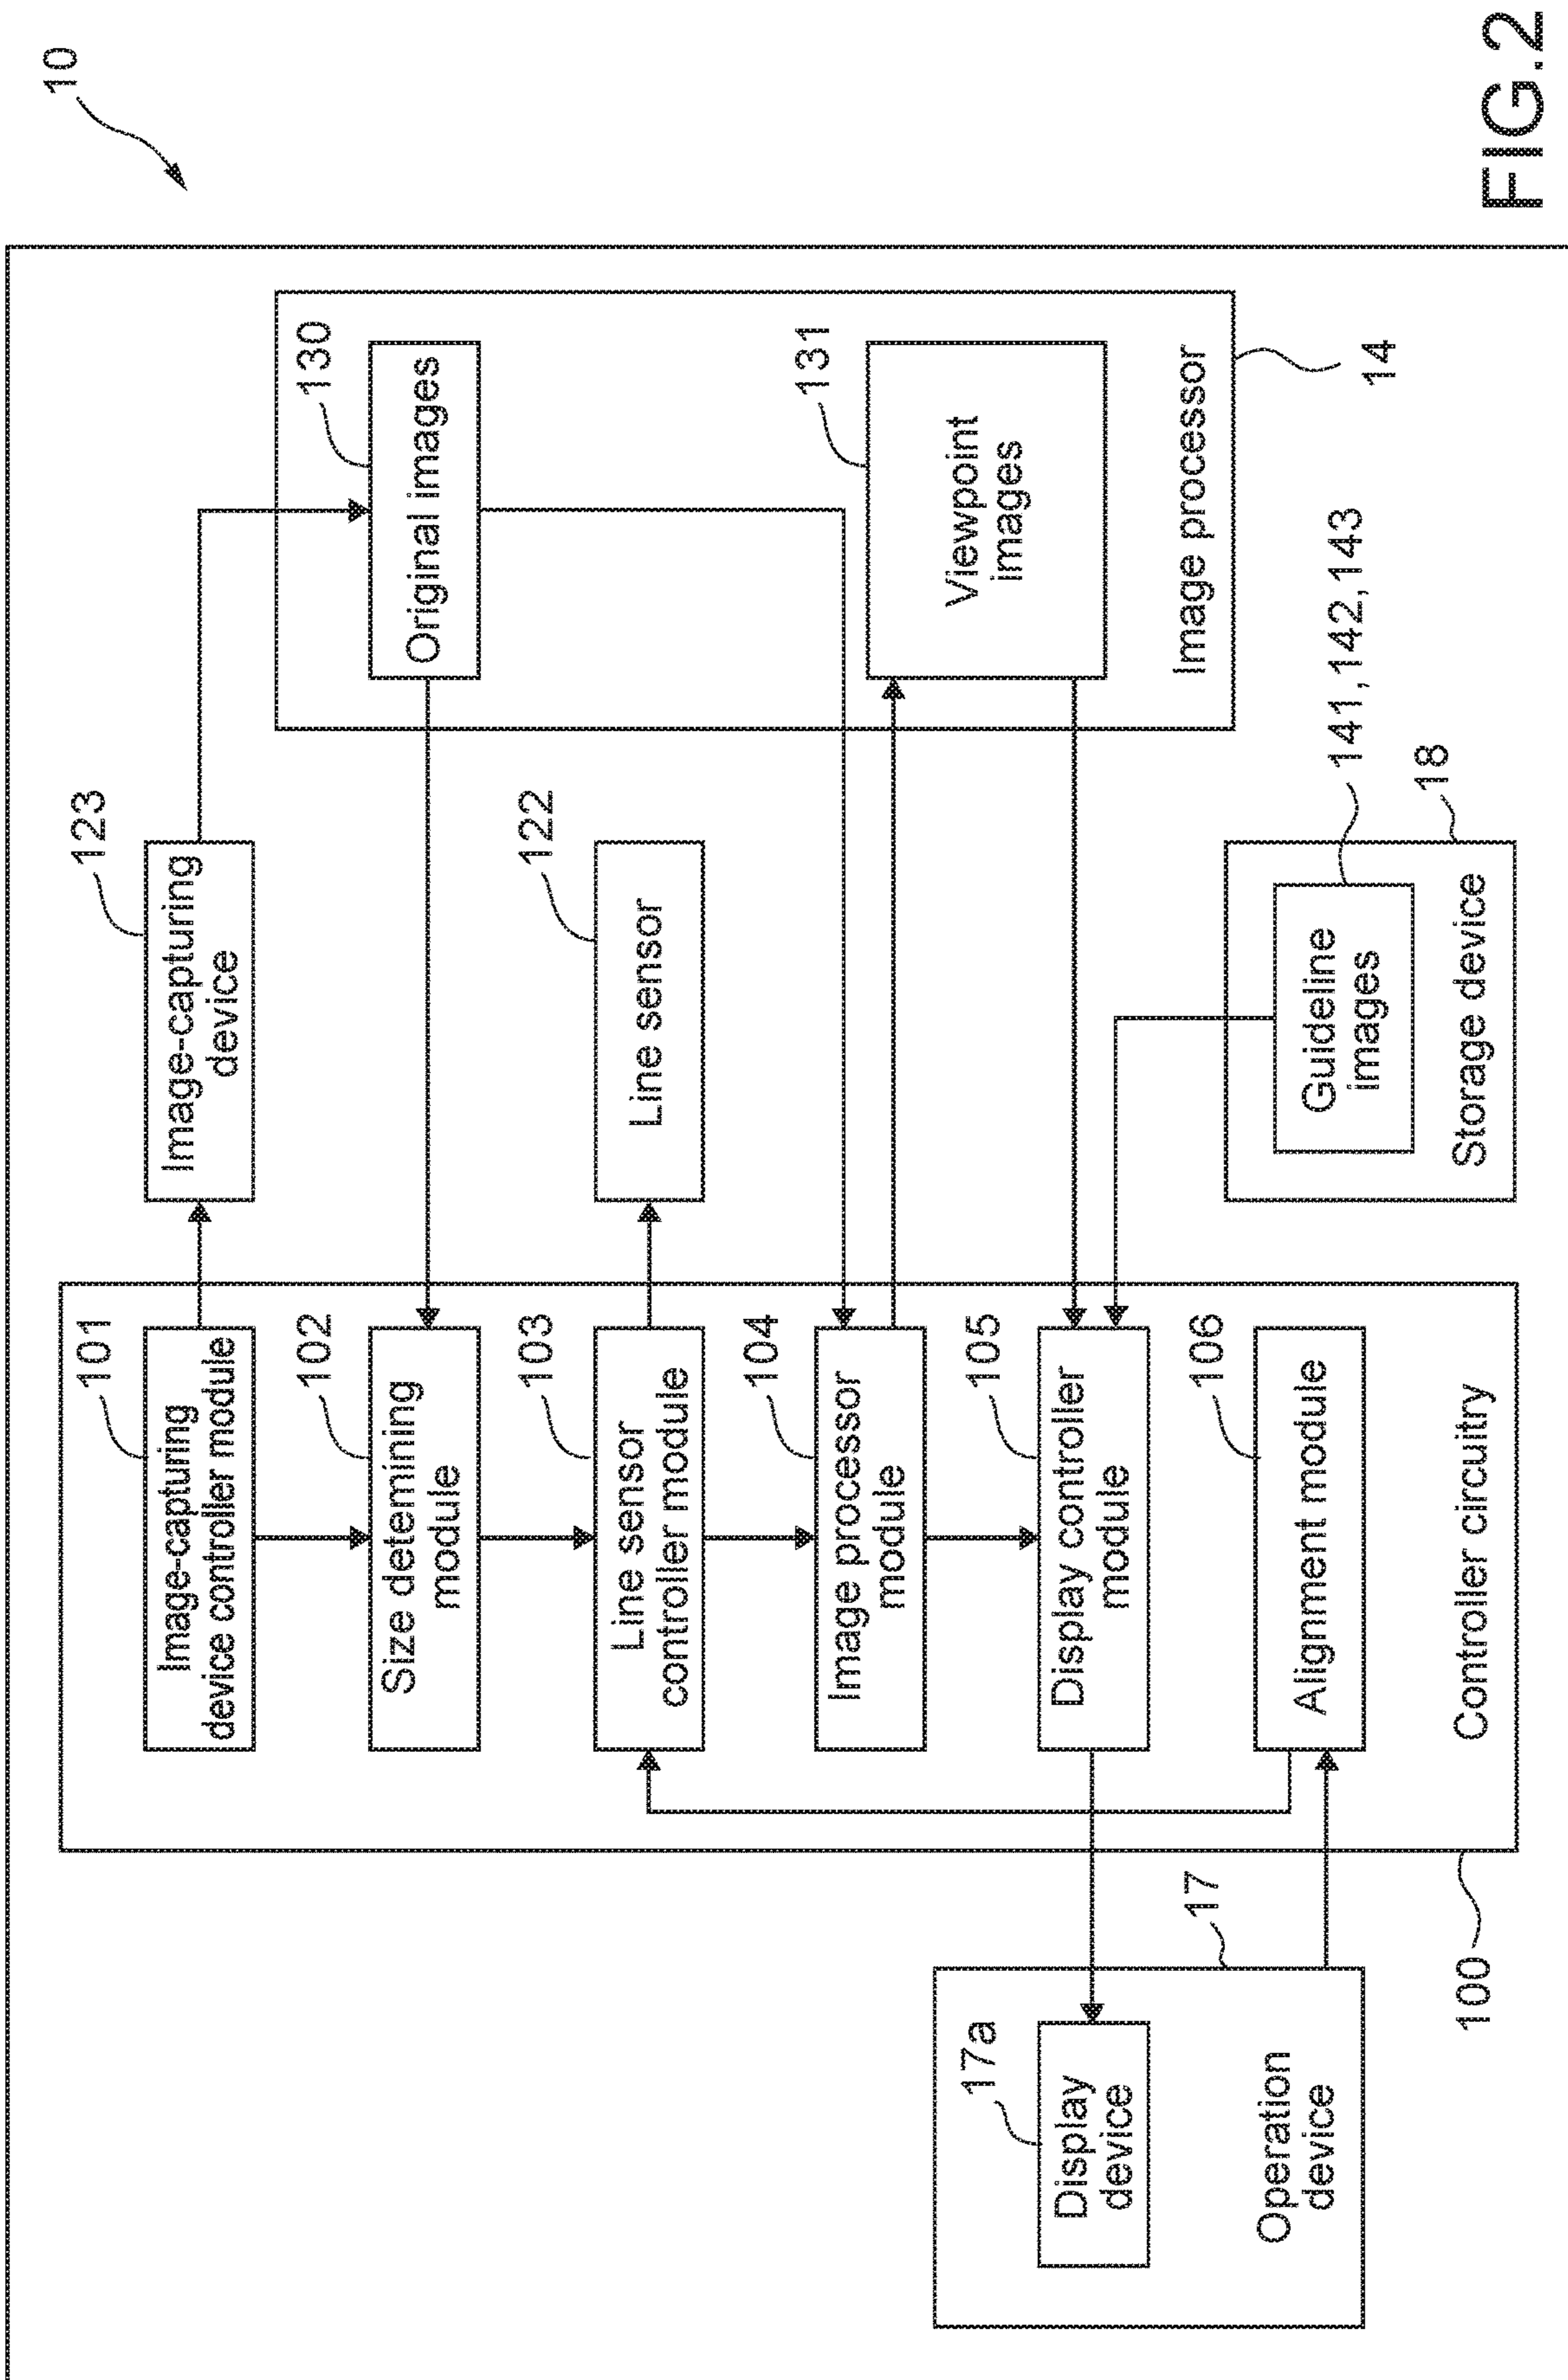 10
FIG.2
123
Image-capturing
device
130
Original images
122
Line sensor
131
Viewpoint
images
Image processor
14
141,142,143
18
Guideline
images
Storage device
101
Image-capturing
device controller module
102
Size detemining
module
103
Line sensor
controller module
104
Image processor
module
105
Display controller
module
106
Alignment module
Controller circuitry
100
17
17a
Display
device
Operation
device